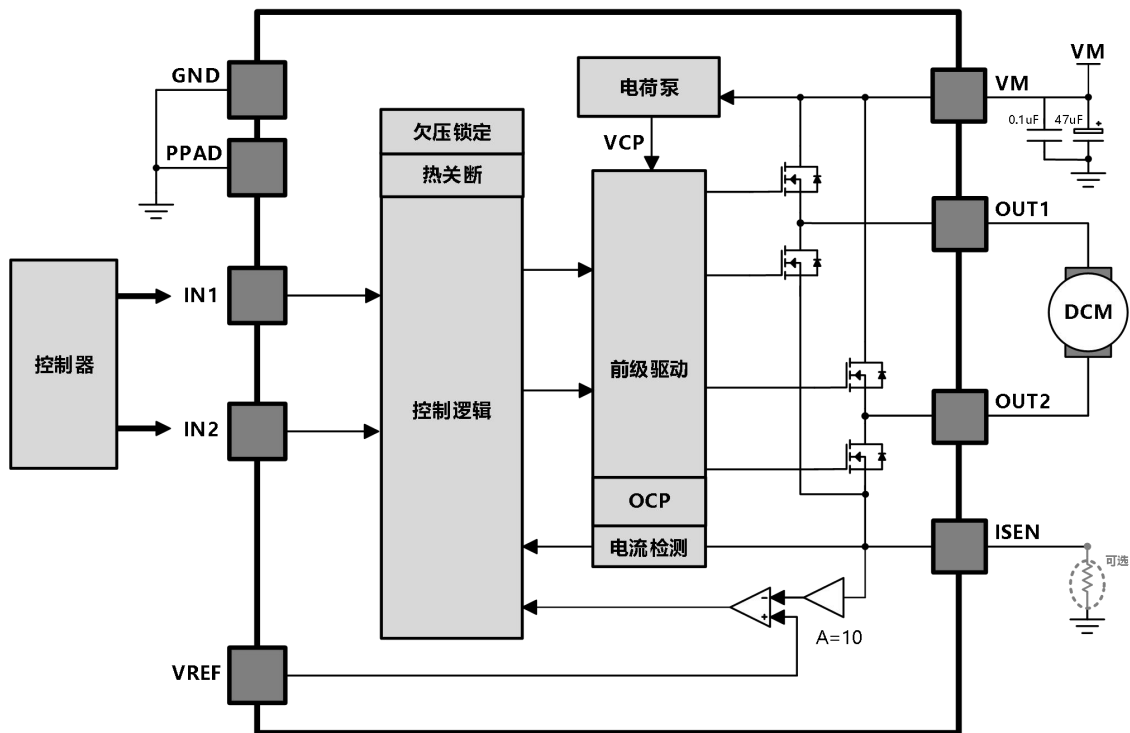 GND
PPAD
控制器
IN1
IN2
VREF
欠压锁定
热关断
控制逻辑
电荷泵
VCP
前级驱动
OCP
电流检测
-
+
A=10
VM
VM
0.1uF
47uF
+
OUT1
DCM
OUT2
ISEN
可选